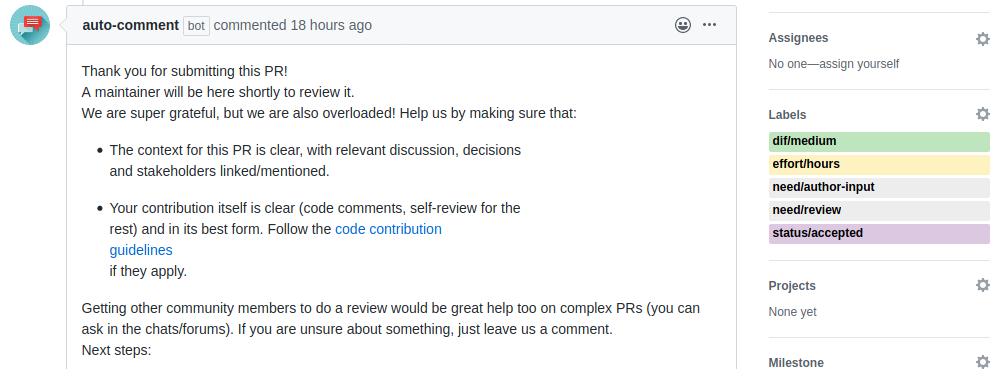 auto-comment bot commented 18 hours ago
Thank you for submitting this PR!
A maintainer will be here shortly to review it.
We are super grateful, but we are also overloaded! Help us by making sure that:
The context for this PR is clear, with relevant discussion, decisions
and stakeholders linked/mentioned.
Your contribution itself is clear (code comments, self-review for the
rest) and in its best form. Follow the code contribution
guidelines
if they apply.
Getting other community members to do a review would be great help too on complex PRs (you can
ask in the chats/forums). If you are unsure about something, just leave us a comment.
Next steps:
Assignees
No one—assign yourself
Labels
dif/medium
effort/hours
need/author-input
need/review
status/accepted
Projects
None yet
Milestone